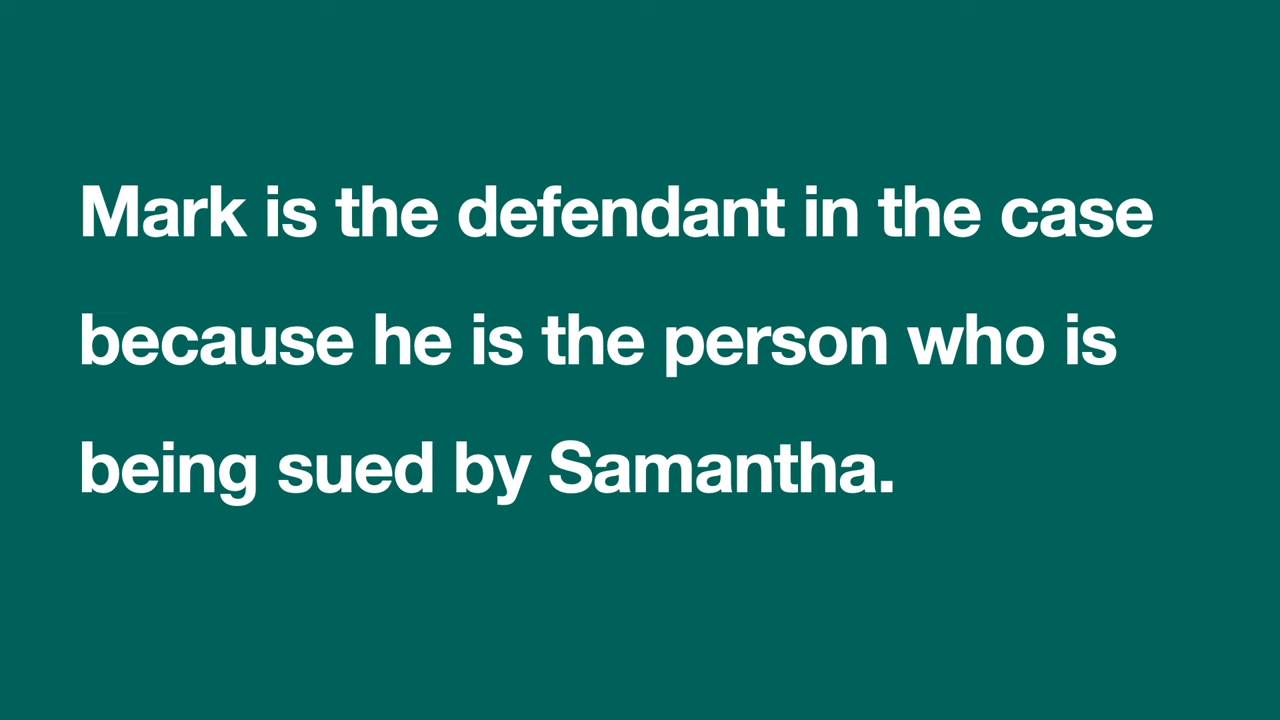 Mark is the defendant in the case
because he is the person who is
being sued by Samantha.